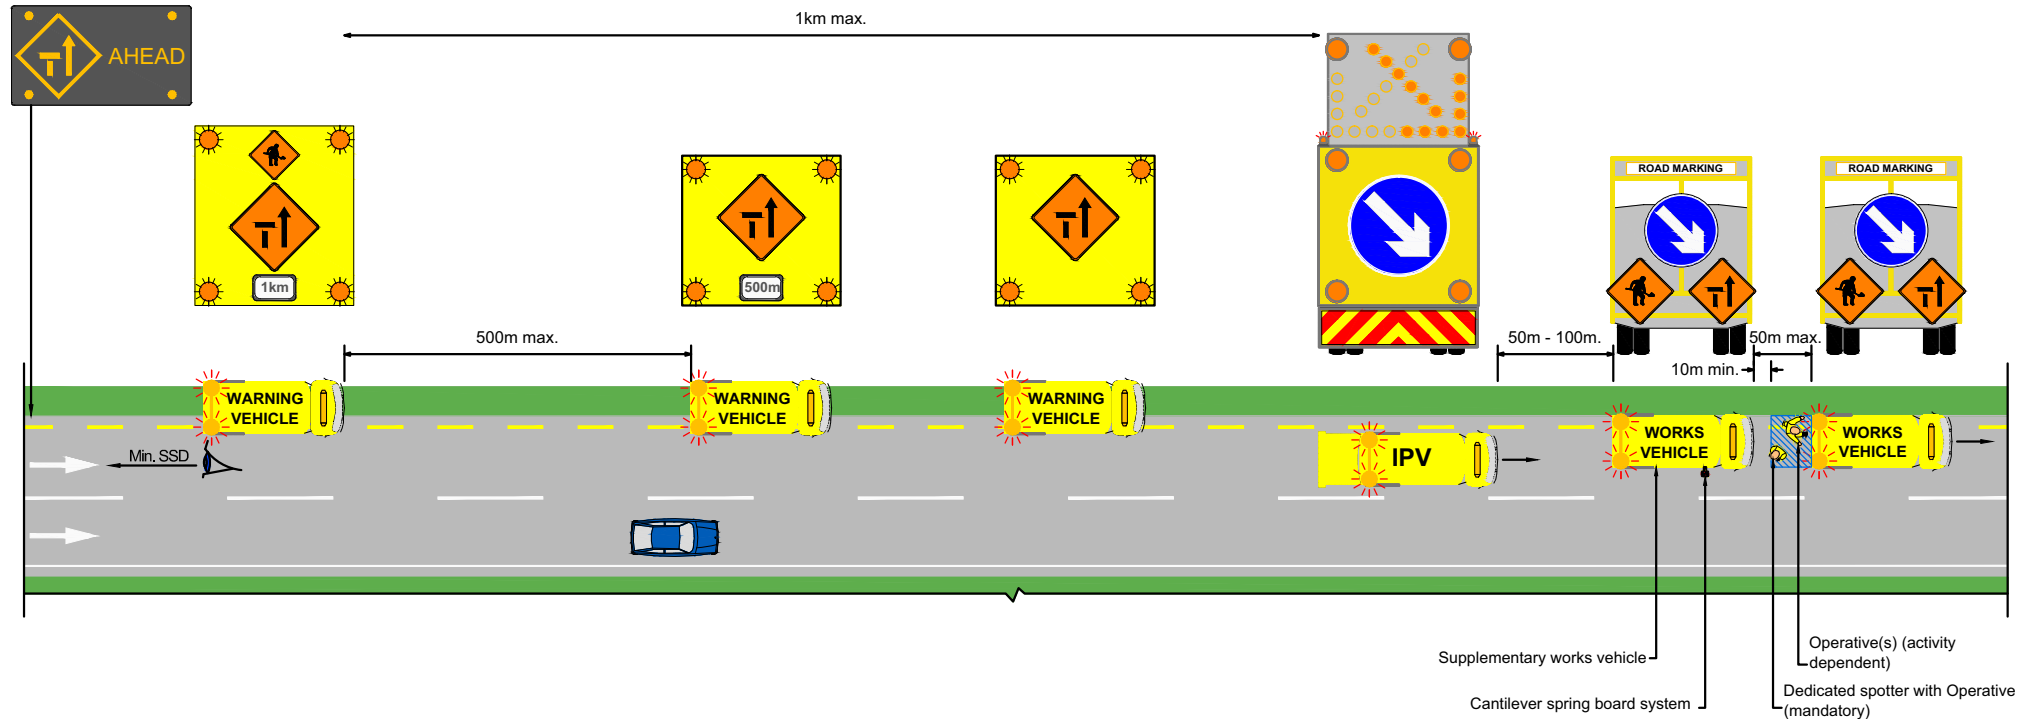 1km max.
AHEAD
ROAD MARKING
ROAD MARKING
1km
500m
500m max.
50m - 100m.
50m max.
10m min.
WARNING
VEHICLE
WARNING
VEHICLE
WARNING
VEHICLE
IPV
WORKS
VEHICLE
WORKS
VEHICLE
Min. SSD
Supplementary works vehicle
Operative(s) (activity
dependent)
Cantilever spring board system
Dedicated spotter with Operative
(mandatory)